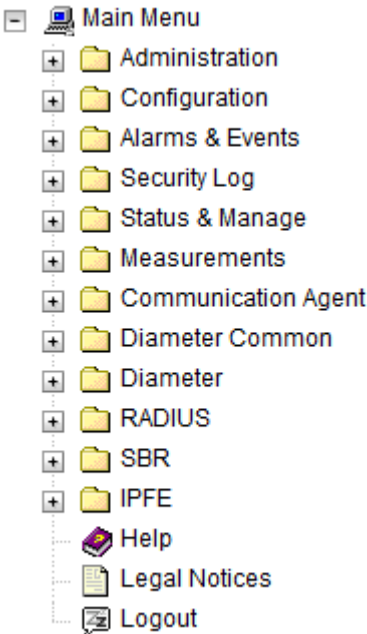 Main Menu
Administration
Configuration
Alarms & Events
Security Log
Status & Manage
Measurements
Communication Agent
Diameter Common
Diameter
RADIUS
SBR
IPFE
Help
Legal Notices
Logout